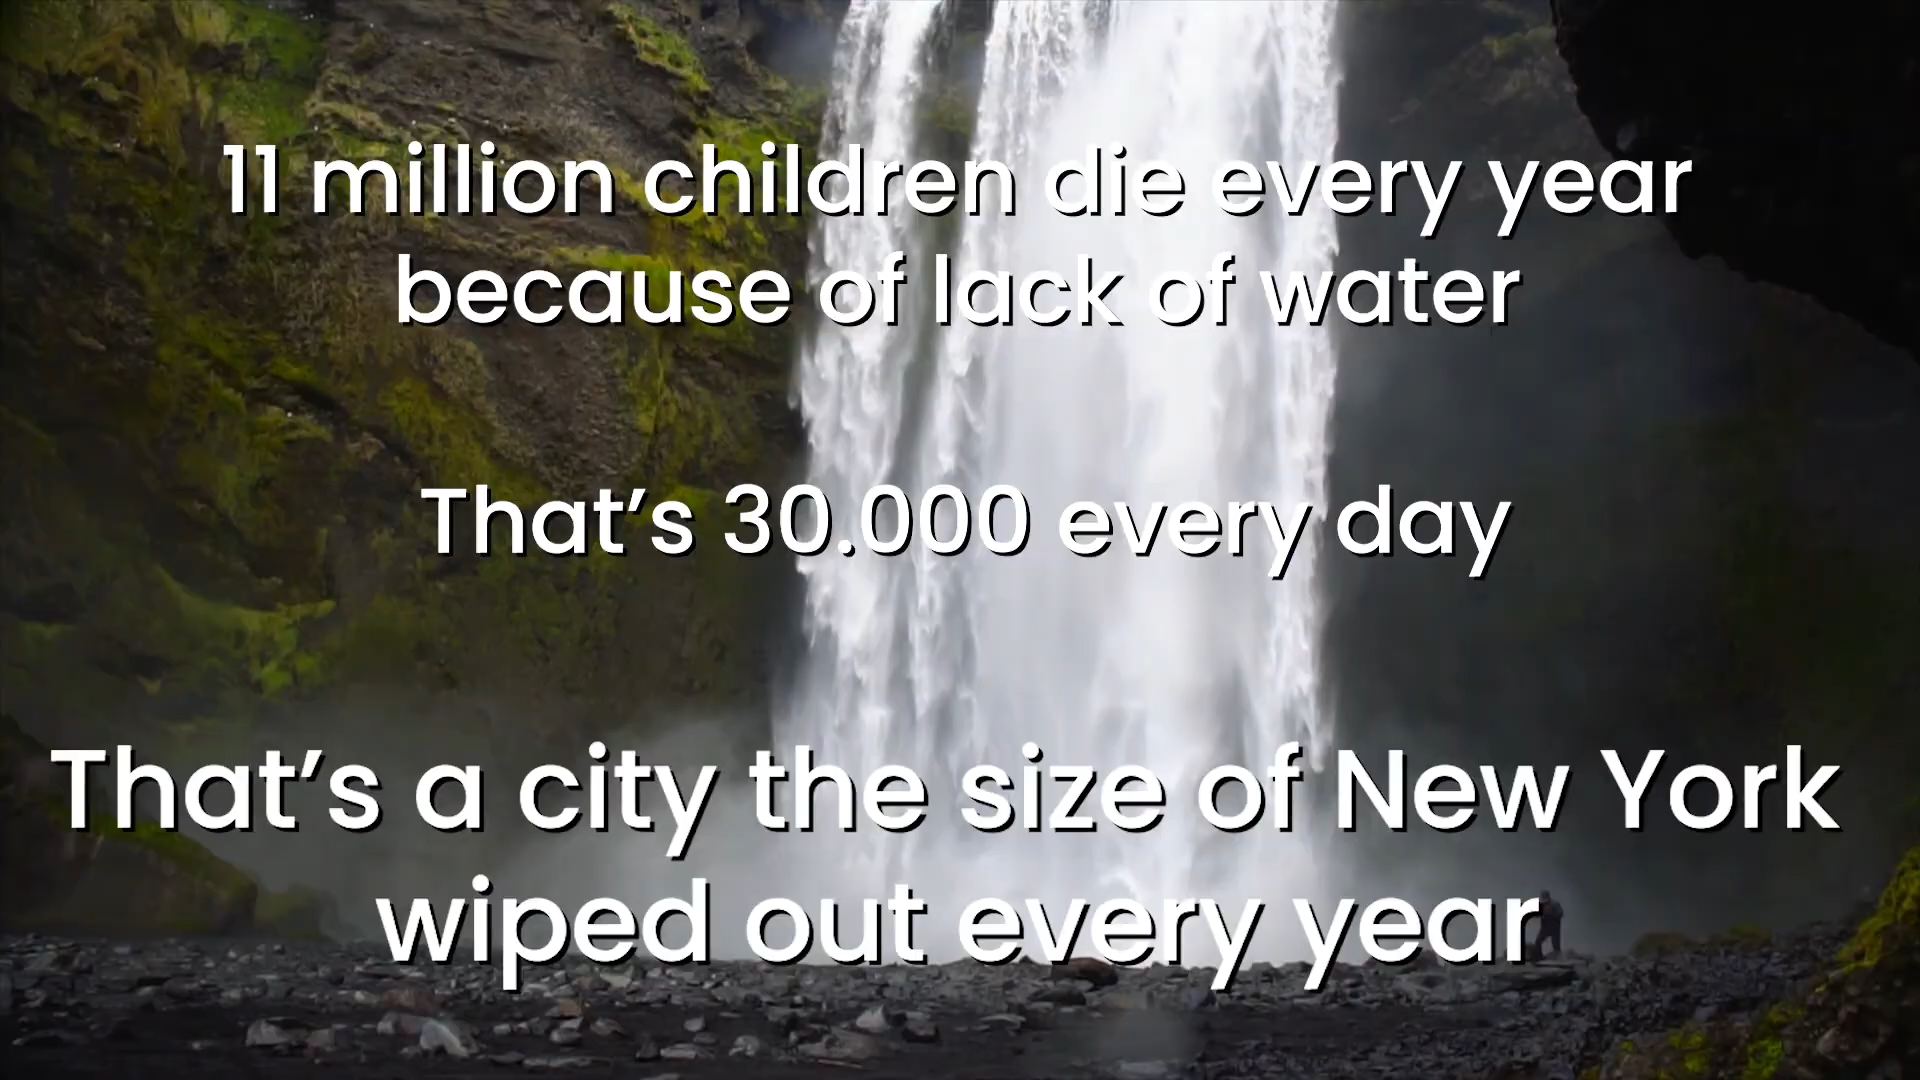 11 million children die every year
because of lack of water
That’s 30.000 every day
That’s a city the size of New York
wiped out every year